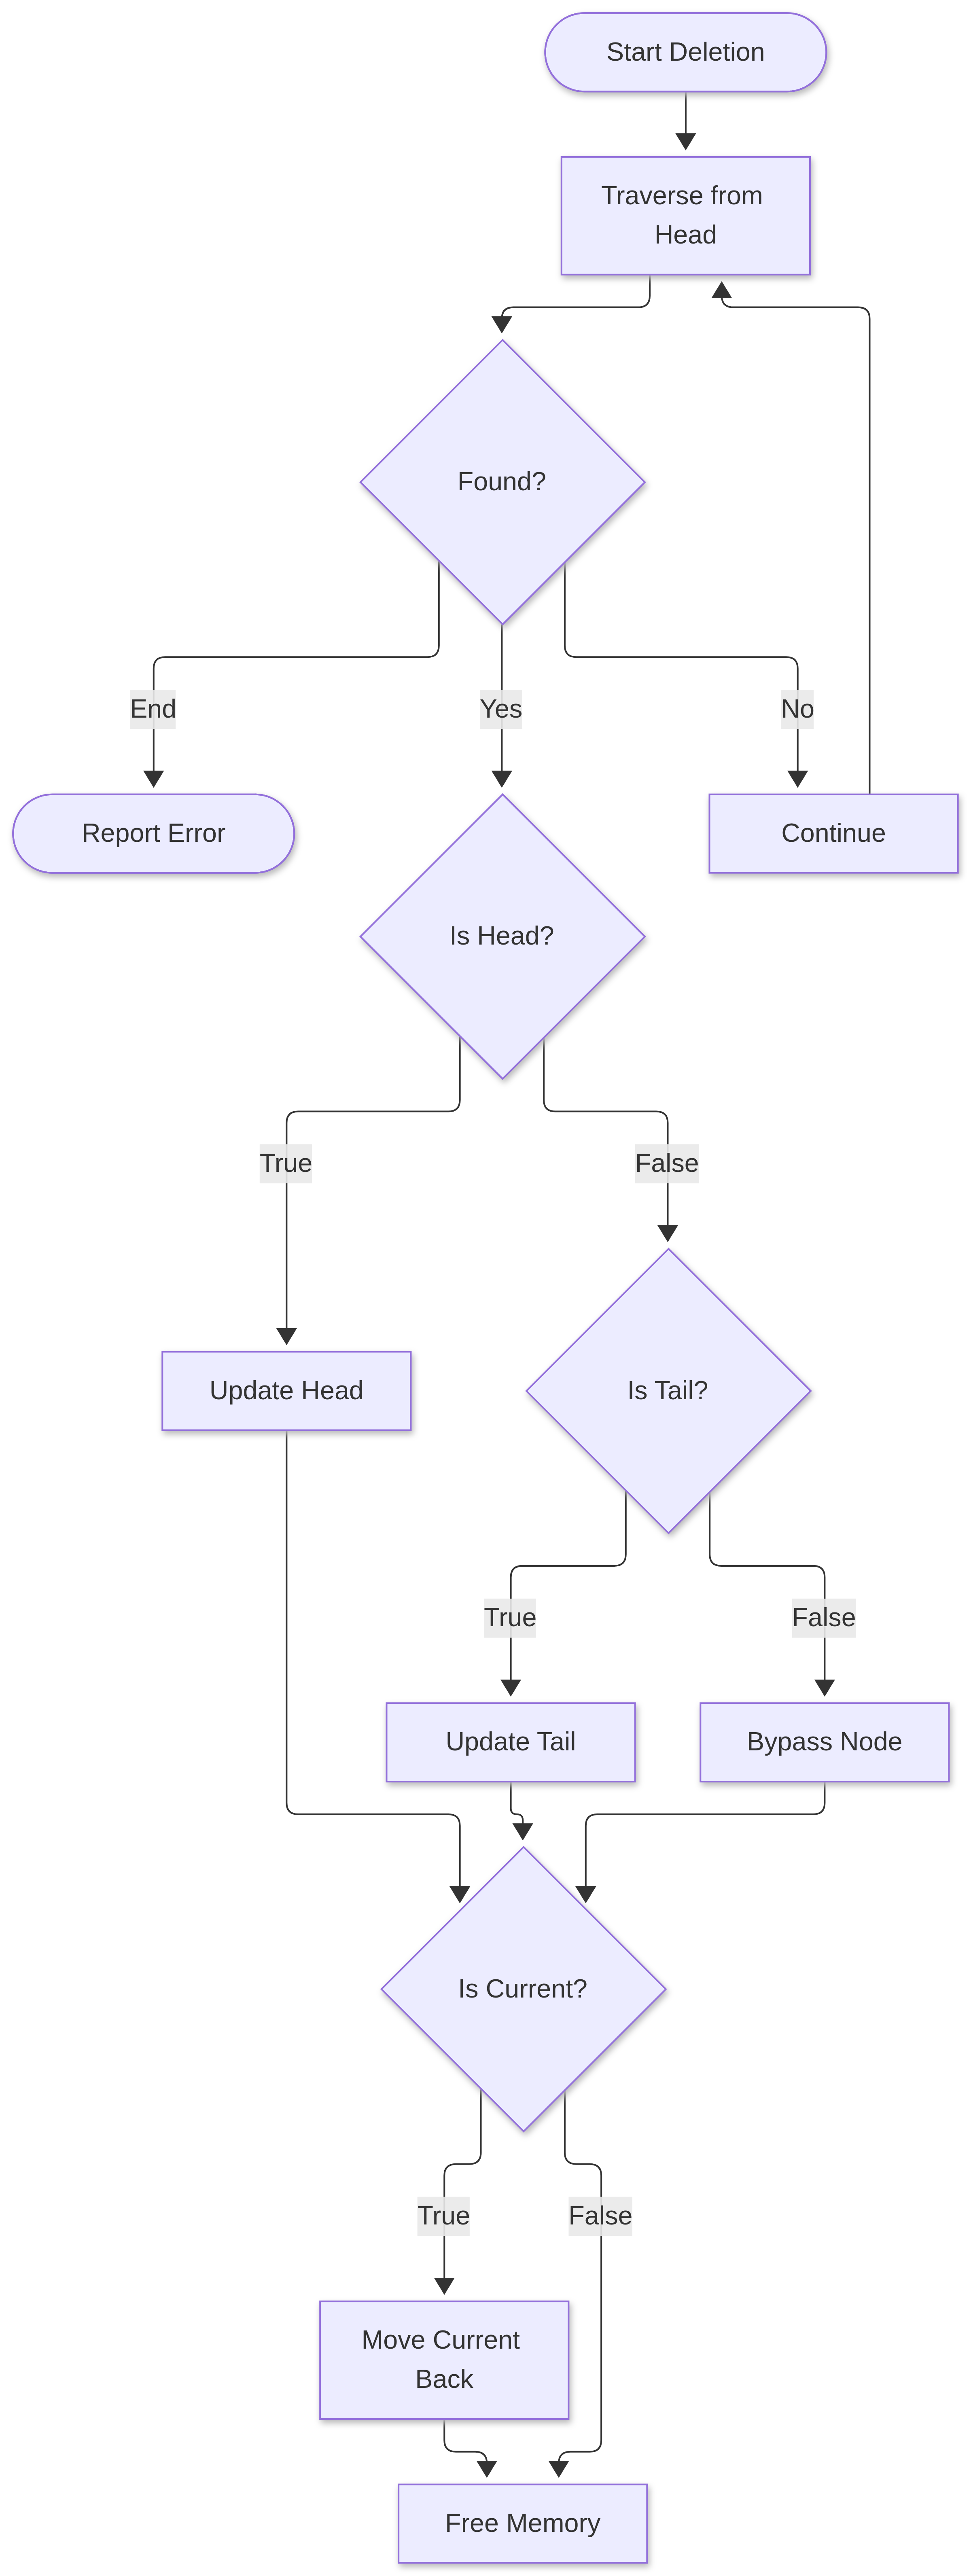 Start Deletion
Traverse from
Head
Found?
End
Yes
No
Report Error
Continue
Is Head?
True
False
Update Head
Is Tail?
True
False
Update Tail
Bypass Node
Is Current?
True
False
Move Current
Back
Free Memory